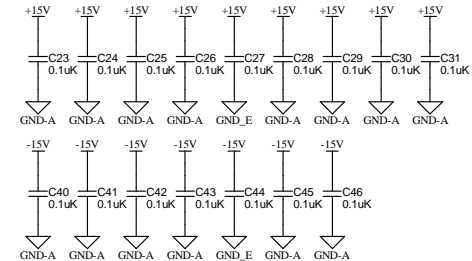 +15V +15V +15V +15V +15V +15V +15V +15V +15V
C23 C24 C25 C26 C27 C28 C29 C30 C31
0.1uK 0.1uK 0.1uK 0.1uK 0.1uK 0.1uK 0.1uK 0.1uK 0.1uK
GND-A GND-A GND-A GND-A GND_E GND-A GND-A GND-A GND-A
-15V -15V -15V -15V -15V -15V -15V
C40 C41 C42 C43 C44 C45 C46
0.1uK 0.1uK 0.1uK 0.1uK 0.1uK 0.1uK 0.1uK
GND-A GND-A GND-A GND-A GND_E GND-A GND-A